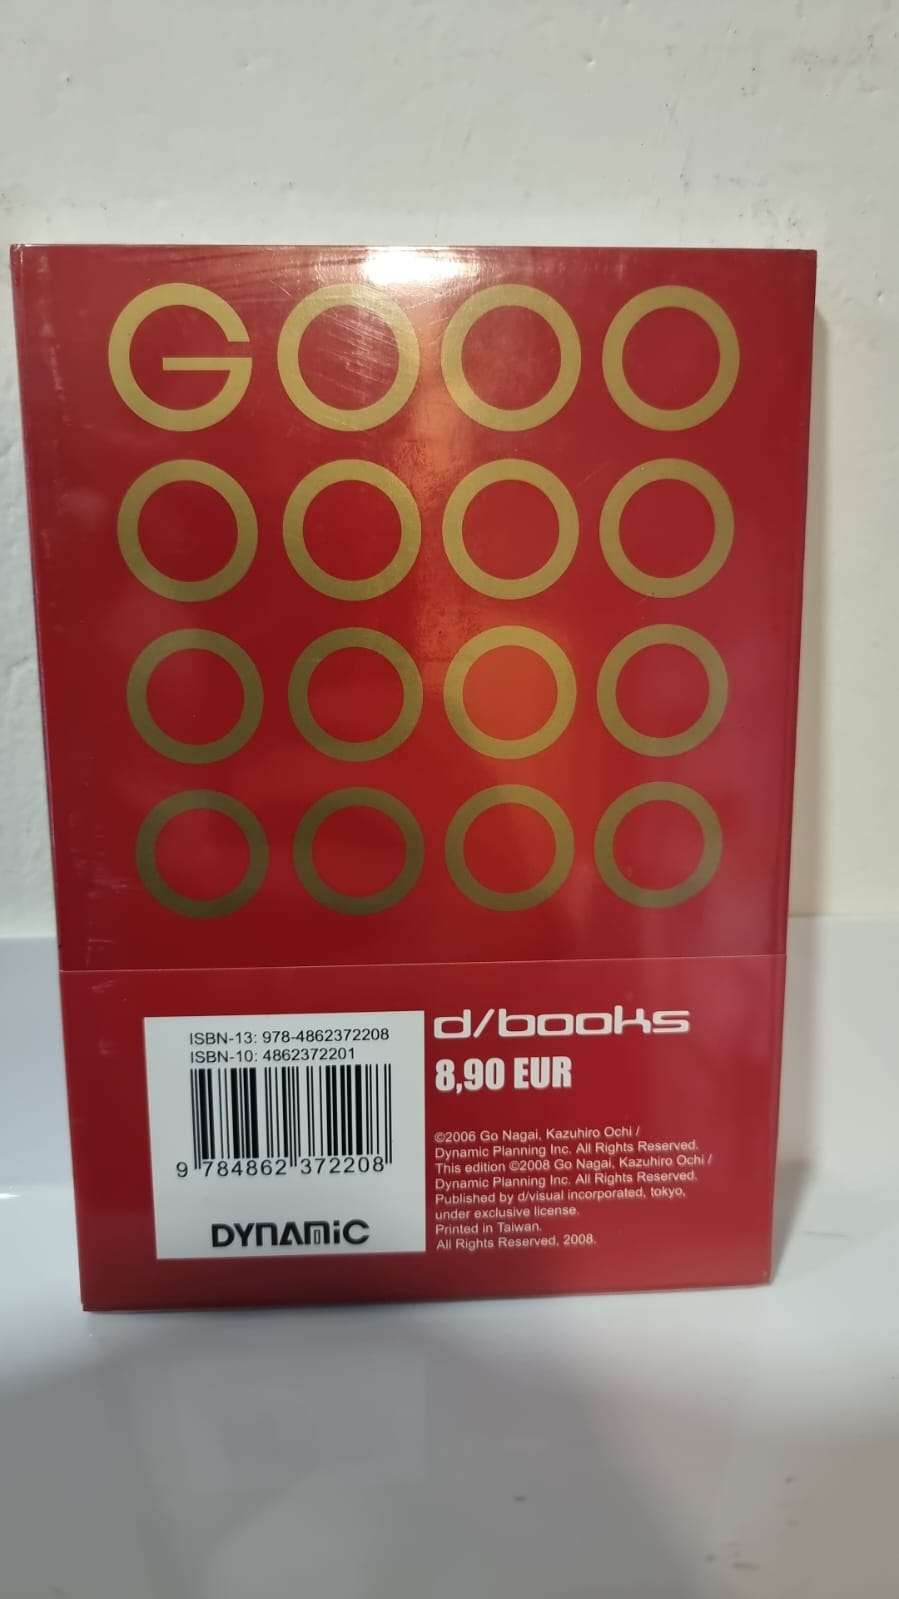 GOOO
OOOO
OOOO
OOOO
ISBN-13: 978-4862372208
ISBN-10: 4862372201
9 784862 372208
DYNAMIC
d/books
8,90 EUR
©2006 Go Nagai, Kazuhiro Ochi /
Dynamic Planning Inc. All Rights Reserved.
This edition ©2008 Go Nagai, Kazuhiro Ochi /
Dynamic Planning Inc. All Rights Reserved.
Published by d/visual incorporated, tokyo,
under exclusive license.
Printed in Taiwan.
All Rights Reserved, 2008.